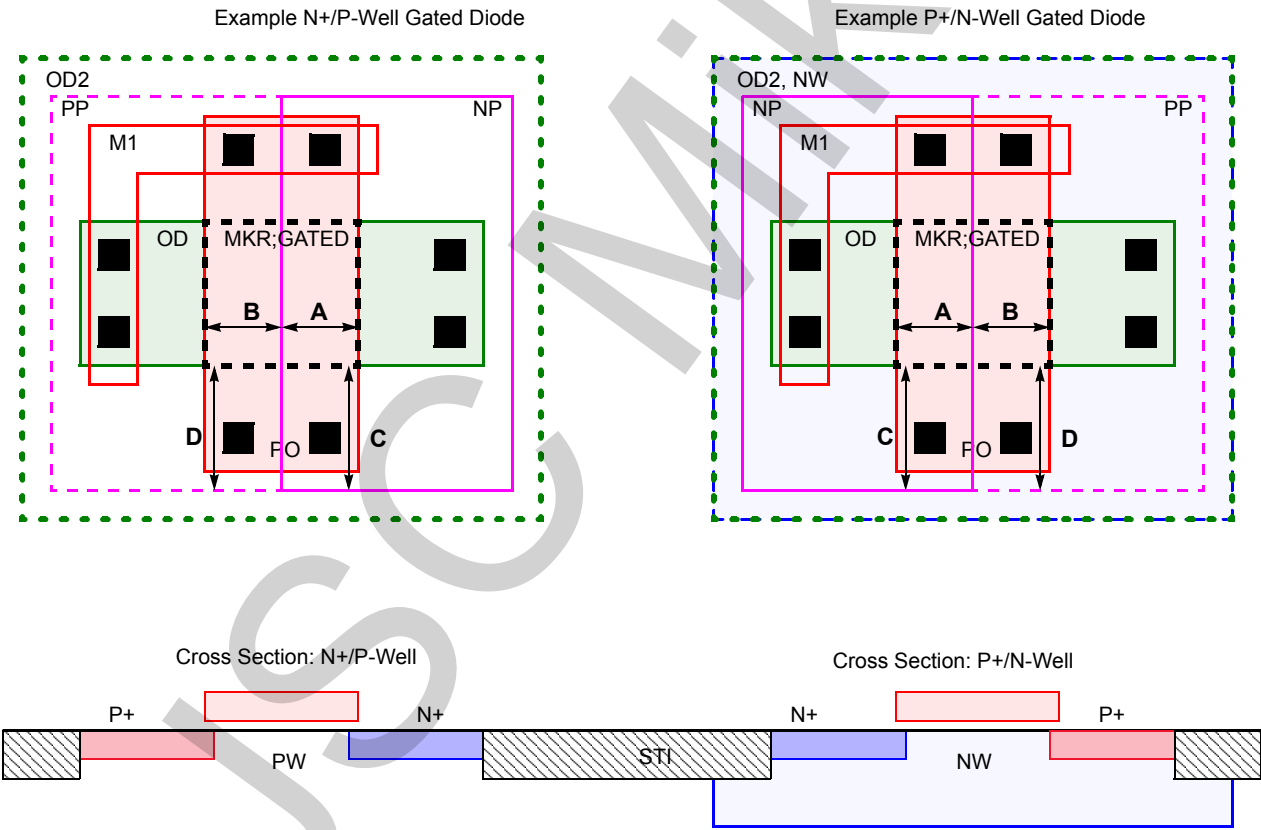 Example N+/P-Well Gated Diode
Example P+/N-Well Gated Diode
OD2
PP
NP
M1
OD
MKR;GATED
B
A
D
C
PO
OD2, NW
NP
PP
M1
OD
MKR;GATED
A
B
C
D
PO
Cross Section: N+/P-Well
Cross Section: P+/N-Well
P+
N+
N+
P+
PW
STI
NW